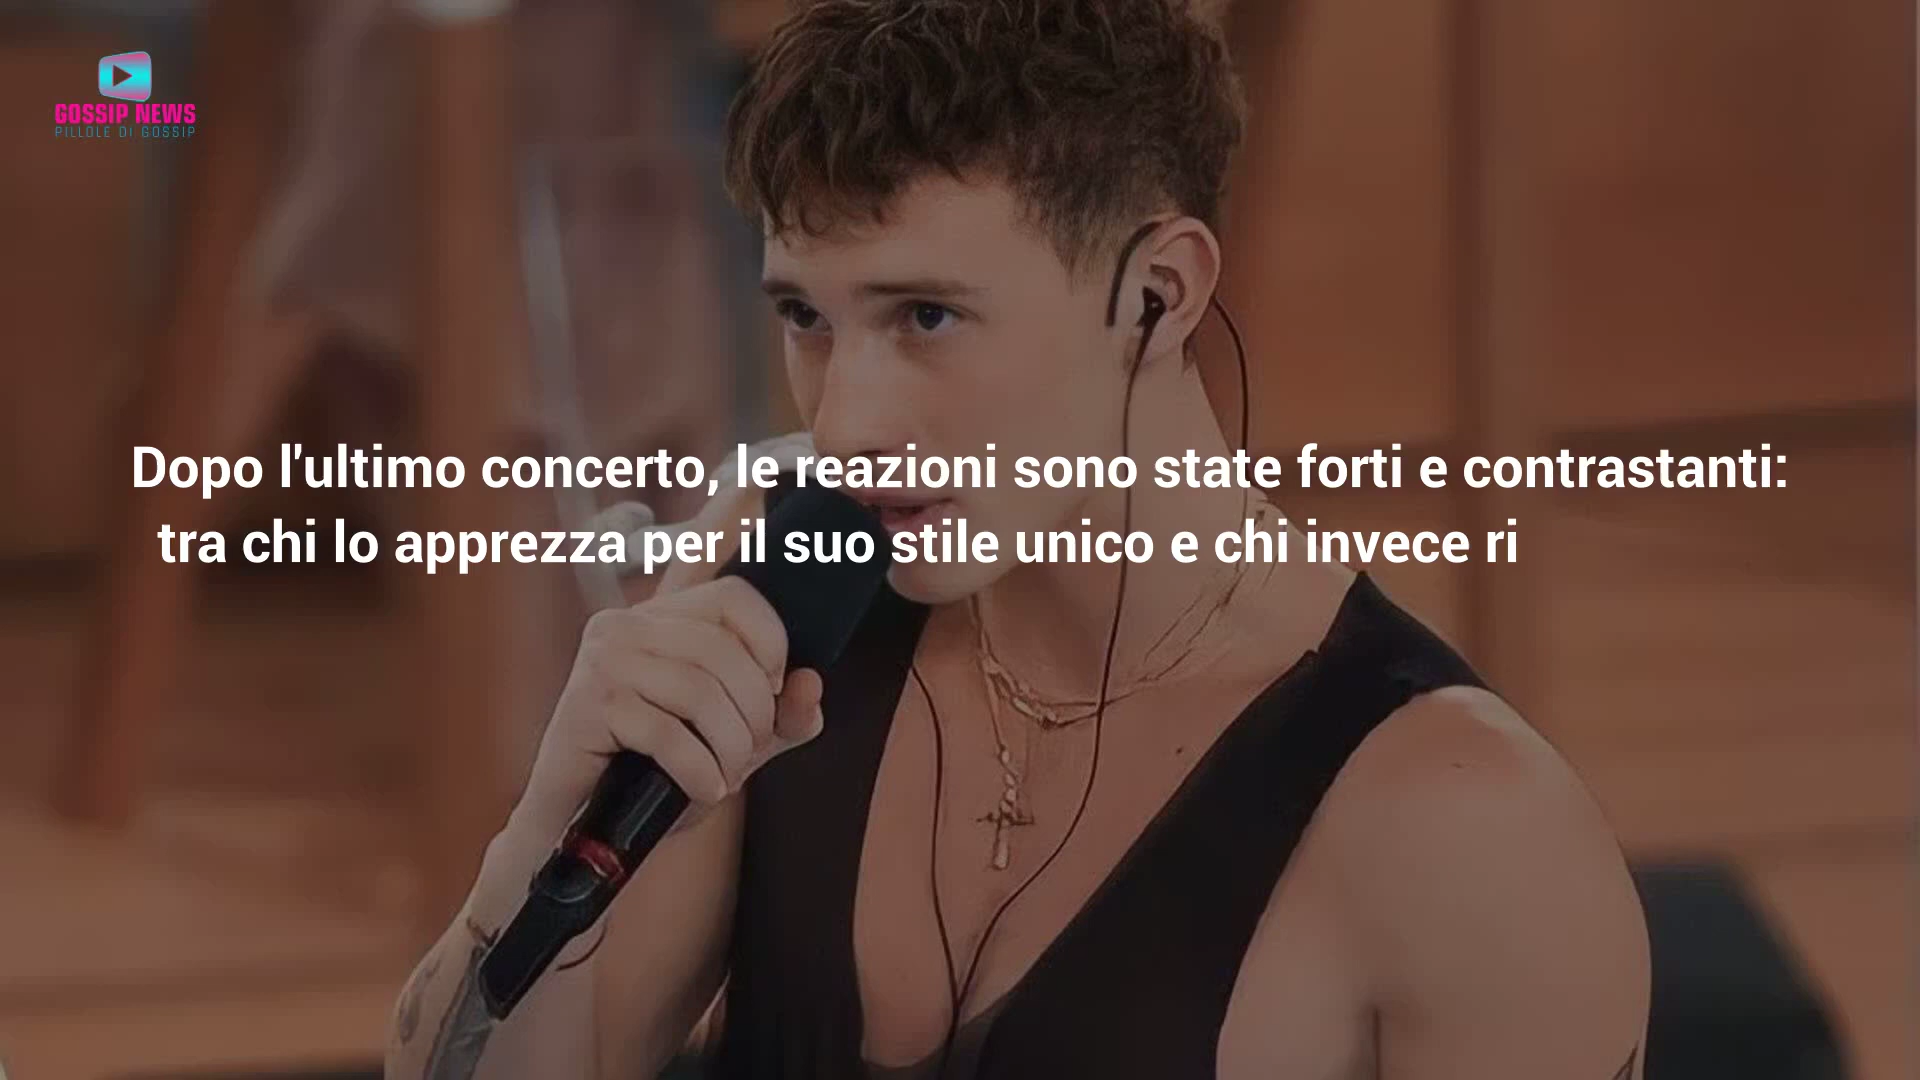 GOSSIP NEWS
PILLOLE DI GOSSIP
Dopo l'ultimo concerto, le reazioni sono state forti e contrastanti:
tra chi lo apprezza per il suo stile unico e chi invece ri